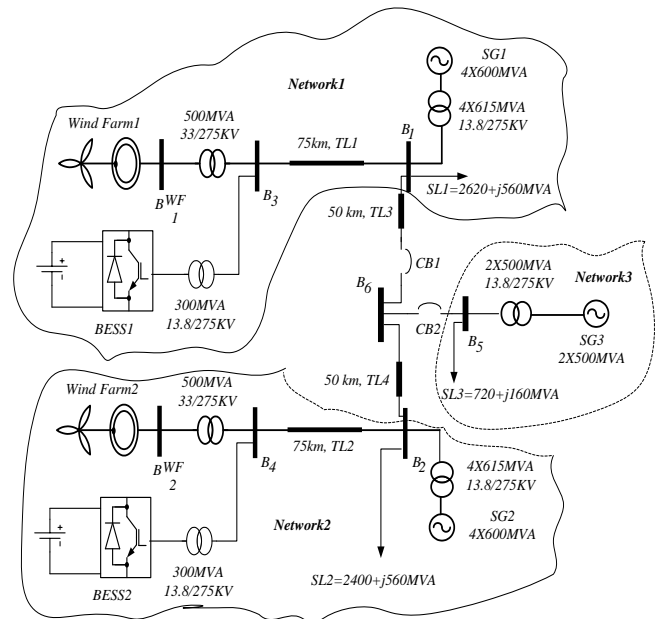 SG1
4X600MVA
Network1
4X615MVA
13.8/275KV
500MVA
33/275KV
Wind Farm1
75km, TL1
B1
BWF
1
B3
SL1=2620+j560MVA
50 km, TL3
CB1
2X500MVA
13.8/275KV
Network3
B6
300MVA
13.8/275KV
BESS1
CB2
B5
SG3
2X500MVA
50 km, TL4
SL3=720+j160MVA
500MVA
33/275KV
Wind Farm2
75km, TL2
B2
BWF
2
B4
4X615MVA
13.8/275KV
Network2
SG2
4X600MVA
300MVA
13.8/275KV
BESS2
SL2=2400+j560MVA